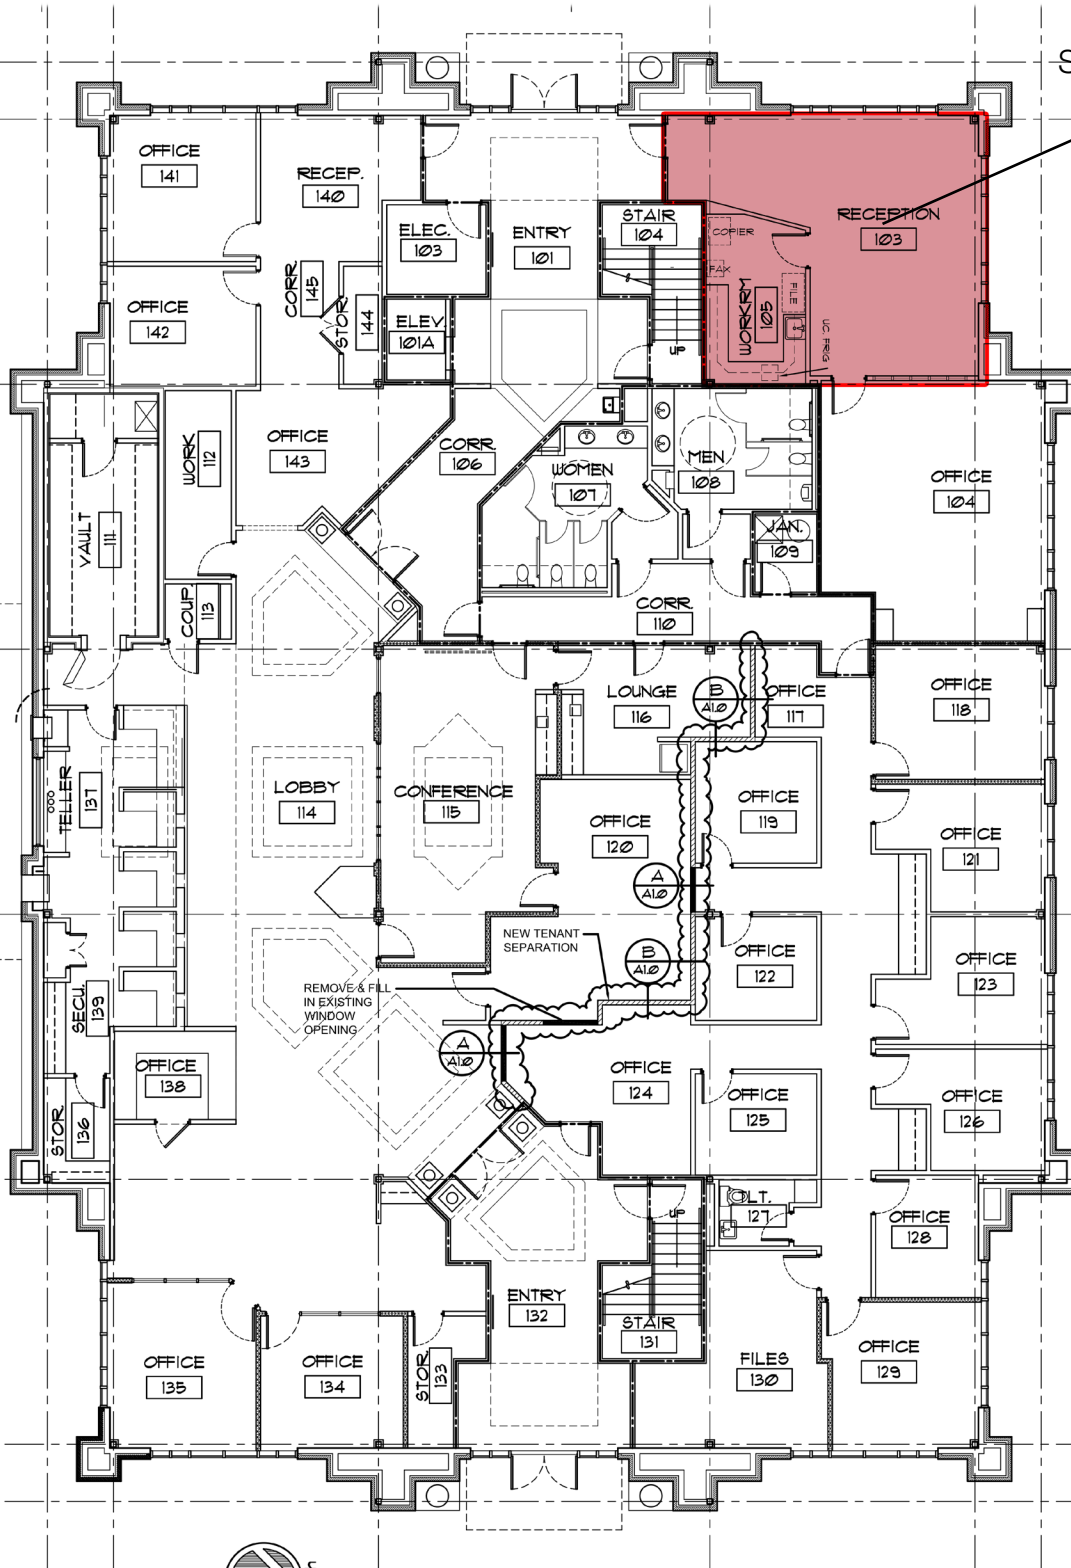 S
OFFICE
141
RECEP.
140
ELEC.
103
ENTRY
101
STAIR
104
RECEPTION
103
COPIER
FAX
FILE
WORKRM
105
UC. FRIG
UP
OFFICE
142
CORR.
145
STOR.
144
ELEV.
101A
WORK
112
OFFICE
143
CORR.
106
WOMEN
107
MEN
108
JAN.
109
OFFICE
104
VAULT
111
COUP.
113
CORR.
110
LOUNGE
116
B
A1.0
OFFICE
117
OFFICE
118
TELLER
137
LOBBY
114
CONFERENCE
115
OFFICE
120
OFFICE
119
OFFICE
121
A
A1.0
NEW TENANT
SEPARATION
B
A1.0
OFFICE
122
OFFICE
123
REMOVE & FILL
IN EXISTING
WINDOW
OPENING
SECU.
139
A
A1.0
OFFICE
138
OFFICE
124
OFFICE
125
OFFICE
126
STOR.
136
TLT.
127
UP
OFFICE
128
ENTRY
132
STAIR
131
OFFICE
135
OFFICE
134
STOR.
133
FILES
130
OFFICE
129
S